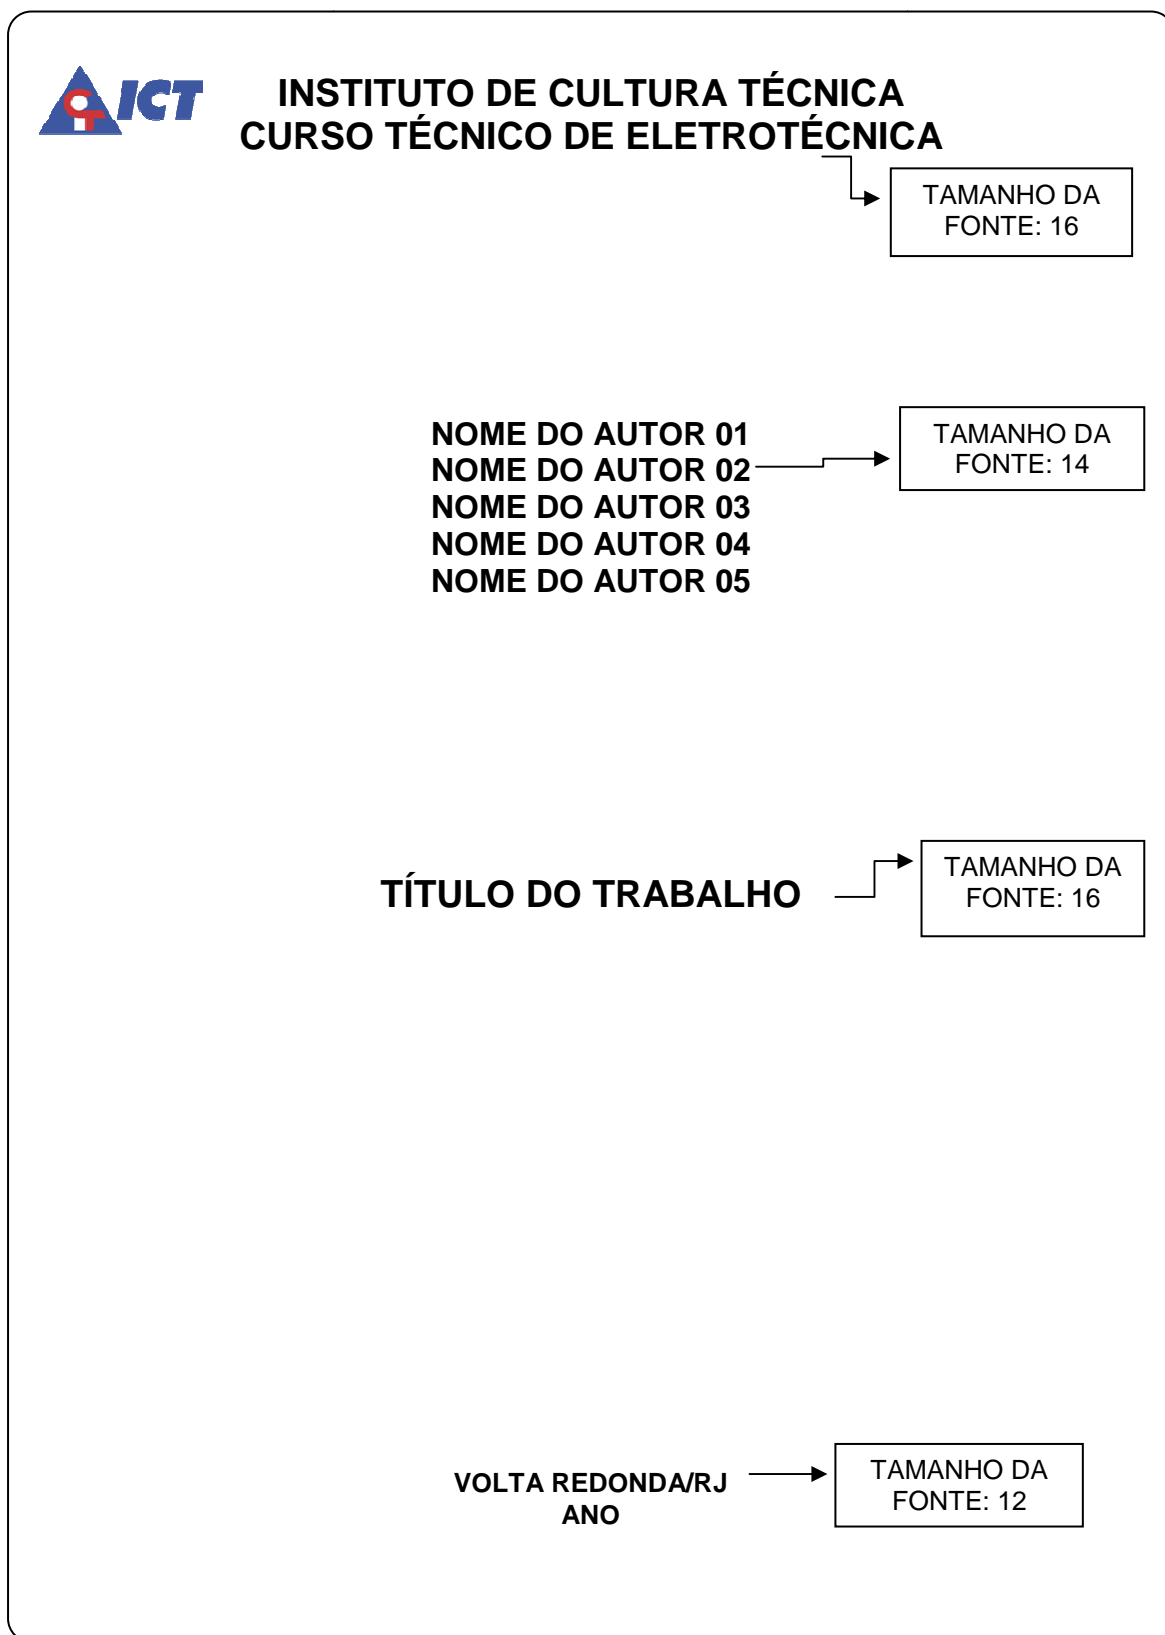 ICT
INSTITUTO DE CULTURA TÉCNICA
CURSO TÉCNICO DE ELETROTÉCNICA
TAMANHO DA
FONTE: 16
NOME DO AUTOR 01
NOME DO AUTOR 02
NOME DO AUTOR 03
NOME DO AUTOR 04
NOME DO AUTOR 05
TAMANHO DA
FONTE: 14
TÍTULO DO TRABALHO
TAMANHO DA
FONTE: 16
VOLTA REDONDA/RJ
ANO
TAMANHO DA
FONTE: 12